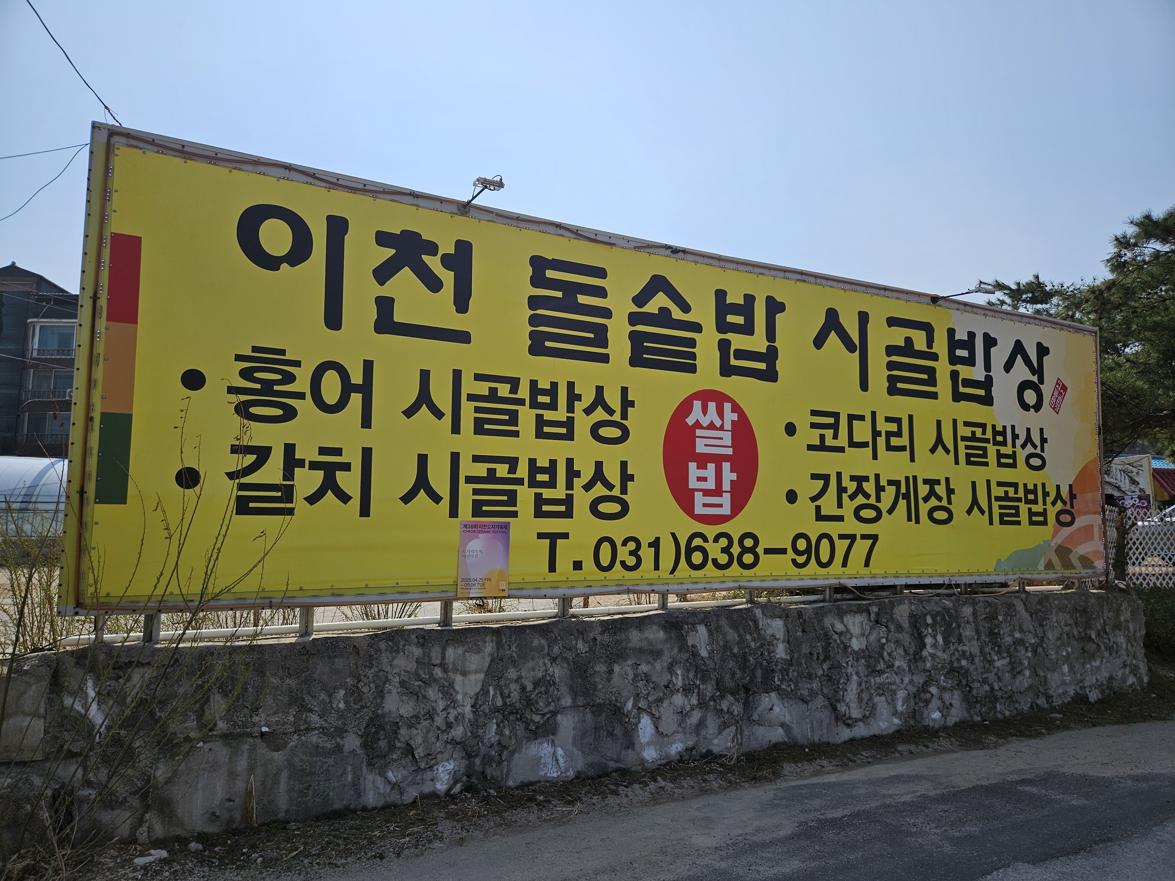 이천 돌솥밥 시골밥상
• 홍어 시골밥상
• 갈치 시골밥상
쌀
밥
• 코다리 시골밥상
• 간장게장 시골밥상
T.031)638-9077